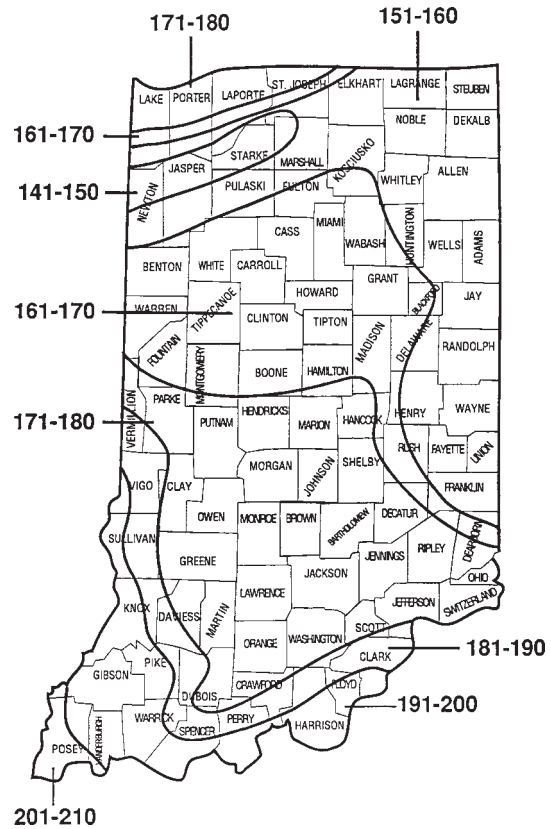 171-180
151-160
LAKE
PORTER
LAPORTE
ST. JOSEPH
ELKHART
LAGRANGE
STEUBEN
NOBLE
DEKALB
161-170
STARKE
MARSHALL
KOSCIUSKO
JASPER
WHITLEY
ALLEN
141-150
NEWTON
PULASKI
FULTON
MIAMI
WABASH
HUNTINGTON
WELLS
ADAMS
CASS
BENTON
WHITE
CARROLL
GRANT
HOWARD
BLACKFORD
JAY
WARREN
TIPPECANOE
161-170
CLINTON
TIPTON
MADISON
DELAWARE
RANDOLPH
FOUNTAIN
MONTGOMERY
BOONE
HAMILTON
171-180
VERMILION
PARKE
PUTNAM
HENDRICKS
MARION
HANCOCK
HENRY
WAYNE
RUSH
FAYETTE
UNION
MORGAN
JOHNSON
SHELBY
VIGO
CLAY
OWEN
FRANKLIN
MONROE
BROWN
BARTHOLOMEW
DECATUR
DEARBORN
SULLIVAN
GREENE
JACKSON
JENNINGS
RIPLEY
OHIO
LAWRENCE
JEFFERSON
SWITZERLAND
KNOX
DAVIESS
MARTIN
ORANGE
WASHINGTON
SCOTT
CLARK
181-190
PIKE
GIBSON
DUBOIS
CRAWFORD
FLOYD
191-200
WARRICK
SPENCER
PERRY
HARRISON
POSEY
VANDERBURGH
201-210